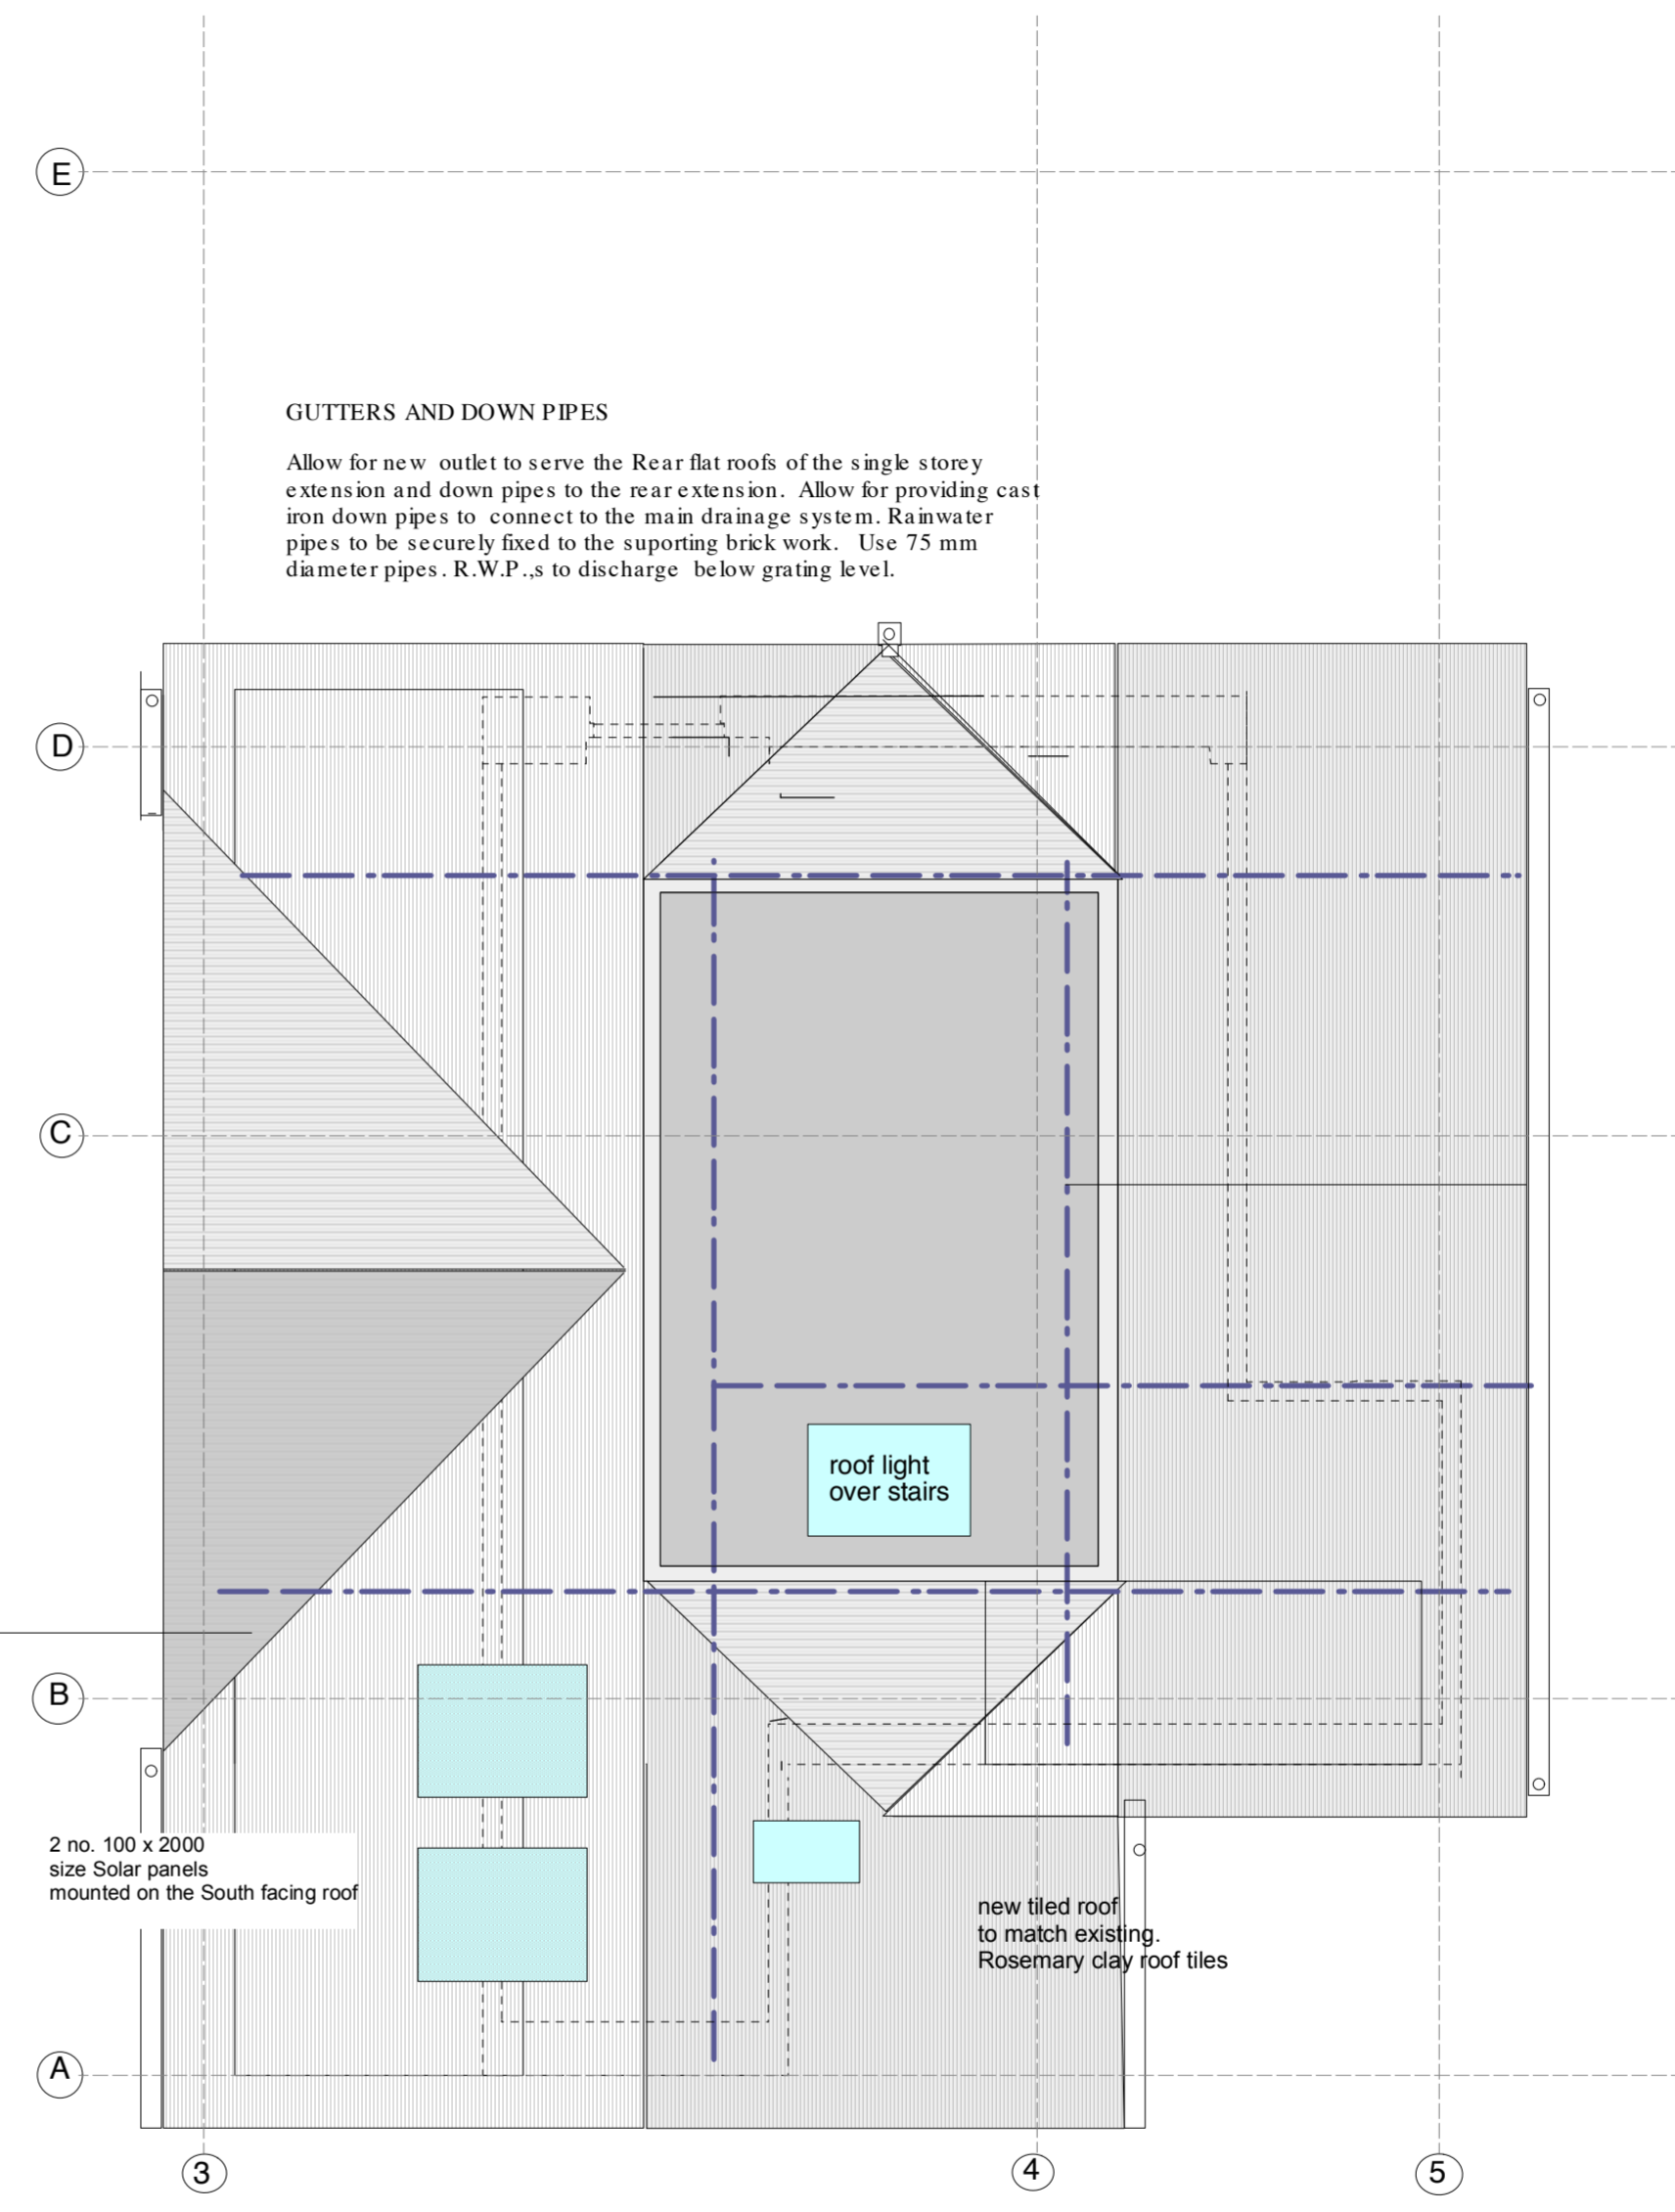 E
GUTTERS AND DOWN PIPES
Allow for new outlet to serve the Rear flat roofs of the single storey
extension and down pipes to the rear extension. Allow for providing cast
iron down pipes to connect to the main drainage system. Rainwater
pipes to be securely fixed to the suporting brick work. Use 75 mm
diameter pipes. R.W.P.,s to discharge below grating level.
D
C
roof light
over stairs
B
2 no. 100 x 2000
size Solar panels
mounted on the South facing roof
new tiled roof
to match existing.
Rosemary clay roof tiles
A
3
4
5